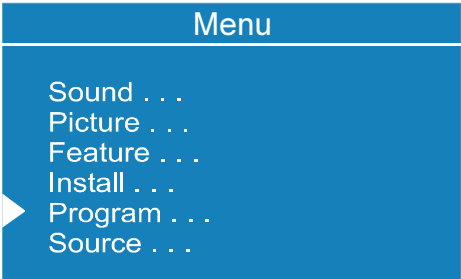 Menu
Sound . . .
Picture . . .
Feature . . .
Install . . .
Program . . .
Source . . .